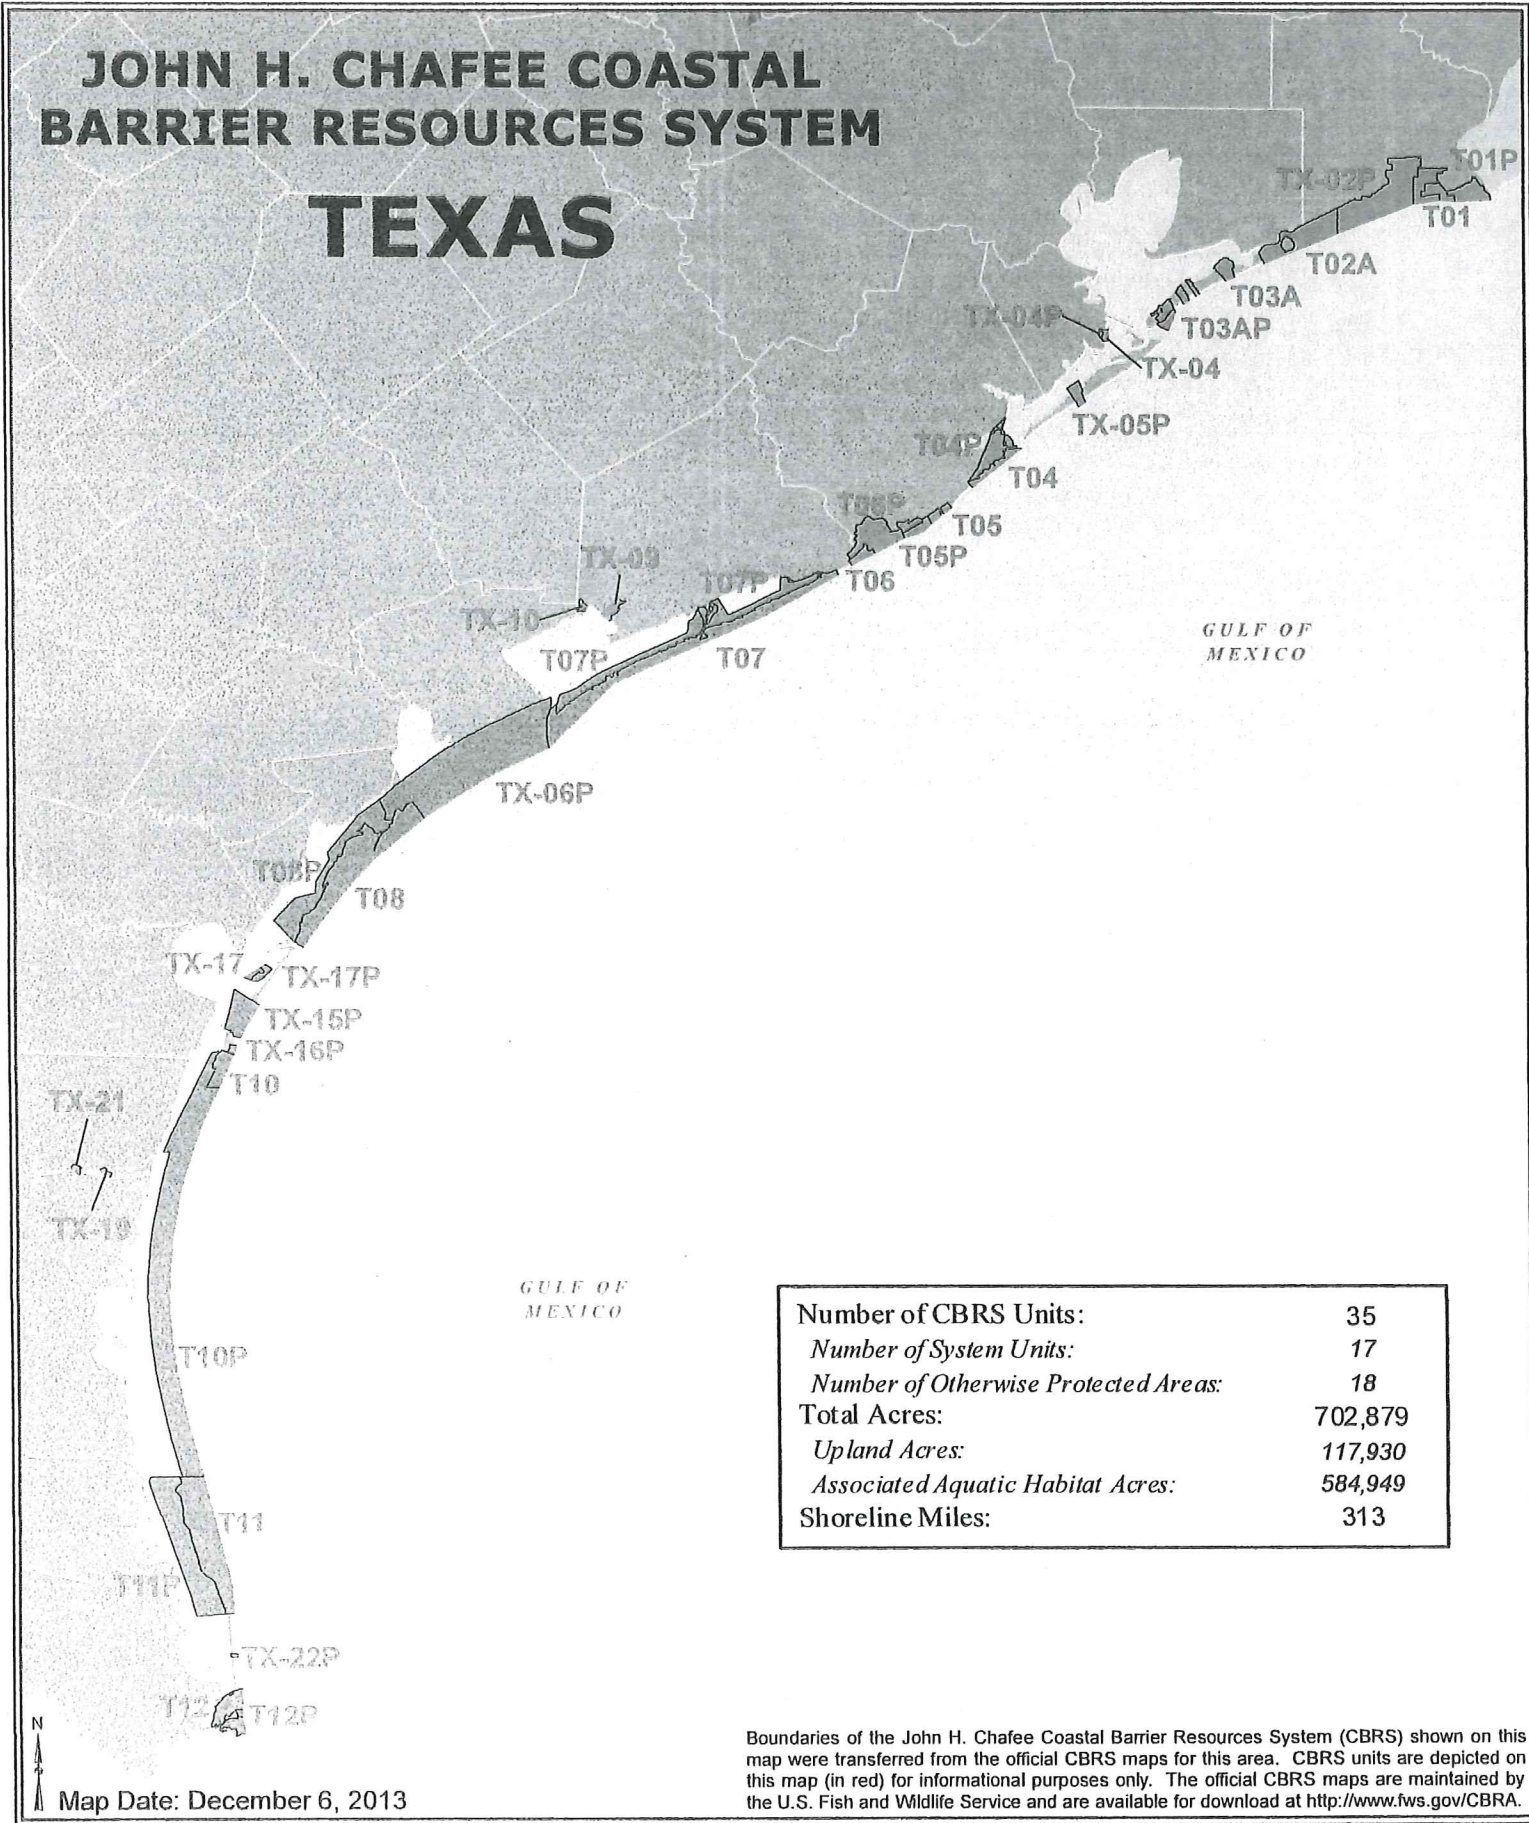 JOHN H. CHAFEE COASTAL
BARRIER RESOURCES SYSTEM
TEXAS
T01P
TX-02P
T01
T02A
T03A
T03AP
TX-04P
TX-04
TX-05P
T04P
T04
T06P
T05
T05P
T06
TX-09
T07P
TX-10
T07P
T07
GULF OF
MEXICO
TX-06P
T08P
T08
TX-17
TX-17P
TX-15P
TX-16P
T10
TX-21
TX-19
GULF OF
MEXICO
T10P
Number of CBRS Units: 35
Number of System Units: 17
Number of Otherwise Protected Areas: 18
Total Acres: 702,879
Upland Acres: 117,930
Associated Aquatic Habitat Acres: 584,949
Shoreline Miles: 313
T11
T11P
TX-22P
T12
T12P
N
Map Date: December 6, 2013
Boundaries of the John H. Chafee Coastal Barrier Resources System (CBRS) shown on this
map were transferred from the official CBRS maps for this area. CBRS units are depicted on
this map (in red) for informational purposes only. The official CBRS maps are maintained by
the U.S. Fish and Wildlife Service and are available for download at http://www.fws.gov/CBRA.